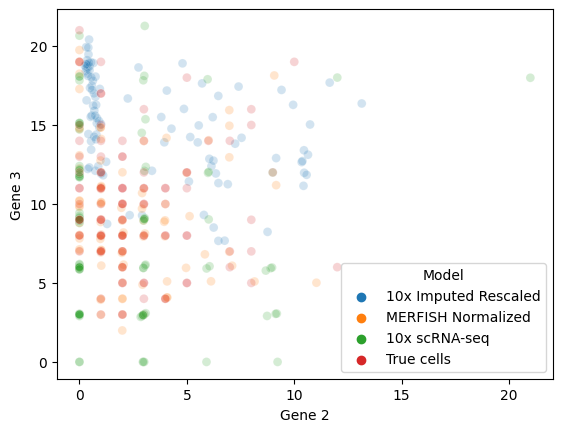 20
15
10
5
0
Gene 3
0
5
10
15
20
Gene 2
Model
10x Imputed Rescaled
MERFISH Normalized
10x scRNA-seq
True cells